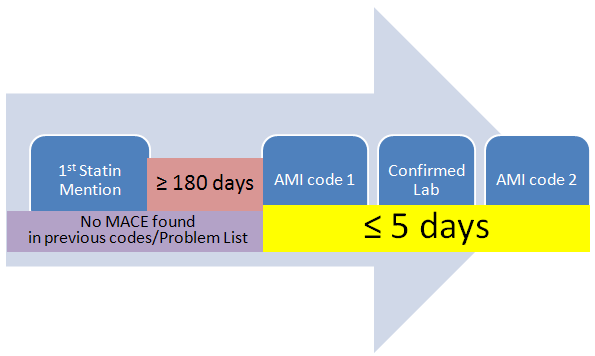 1st Statin
Mention
≥ 180 days
AMI code 1
Confirmed
Lab
AMI code 2
No MACE found
in previous codes/Problem List
≤ 5 days